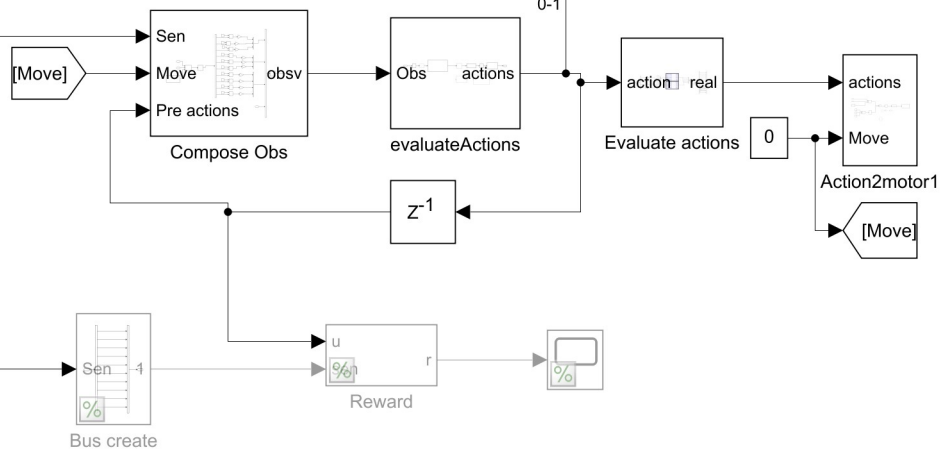 0-1
Sen
[Move]
Move
obsv
Pre actions
Compose Obs
Obs
actions
evaluateActions
action
real
Evaluate actions
actions
0
Move
Action2motor1
[Move]
Z-1
u
Sen
r
%
%
Reward
Sen
1
%
Bus create